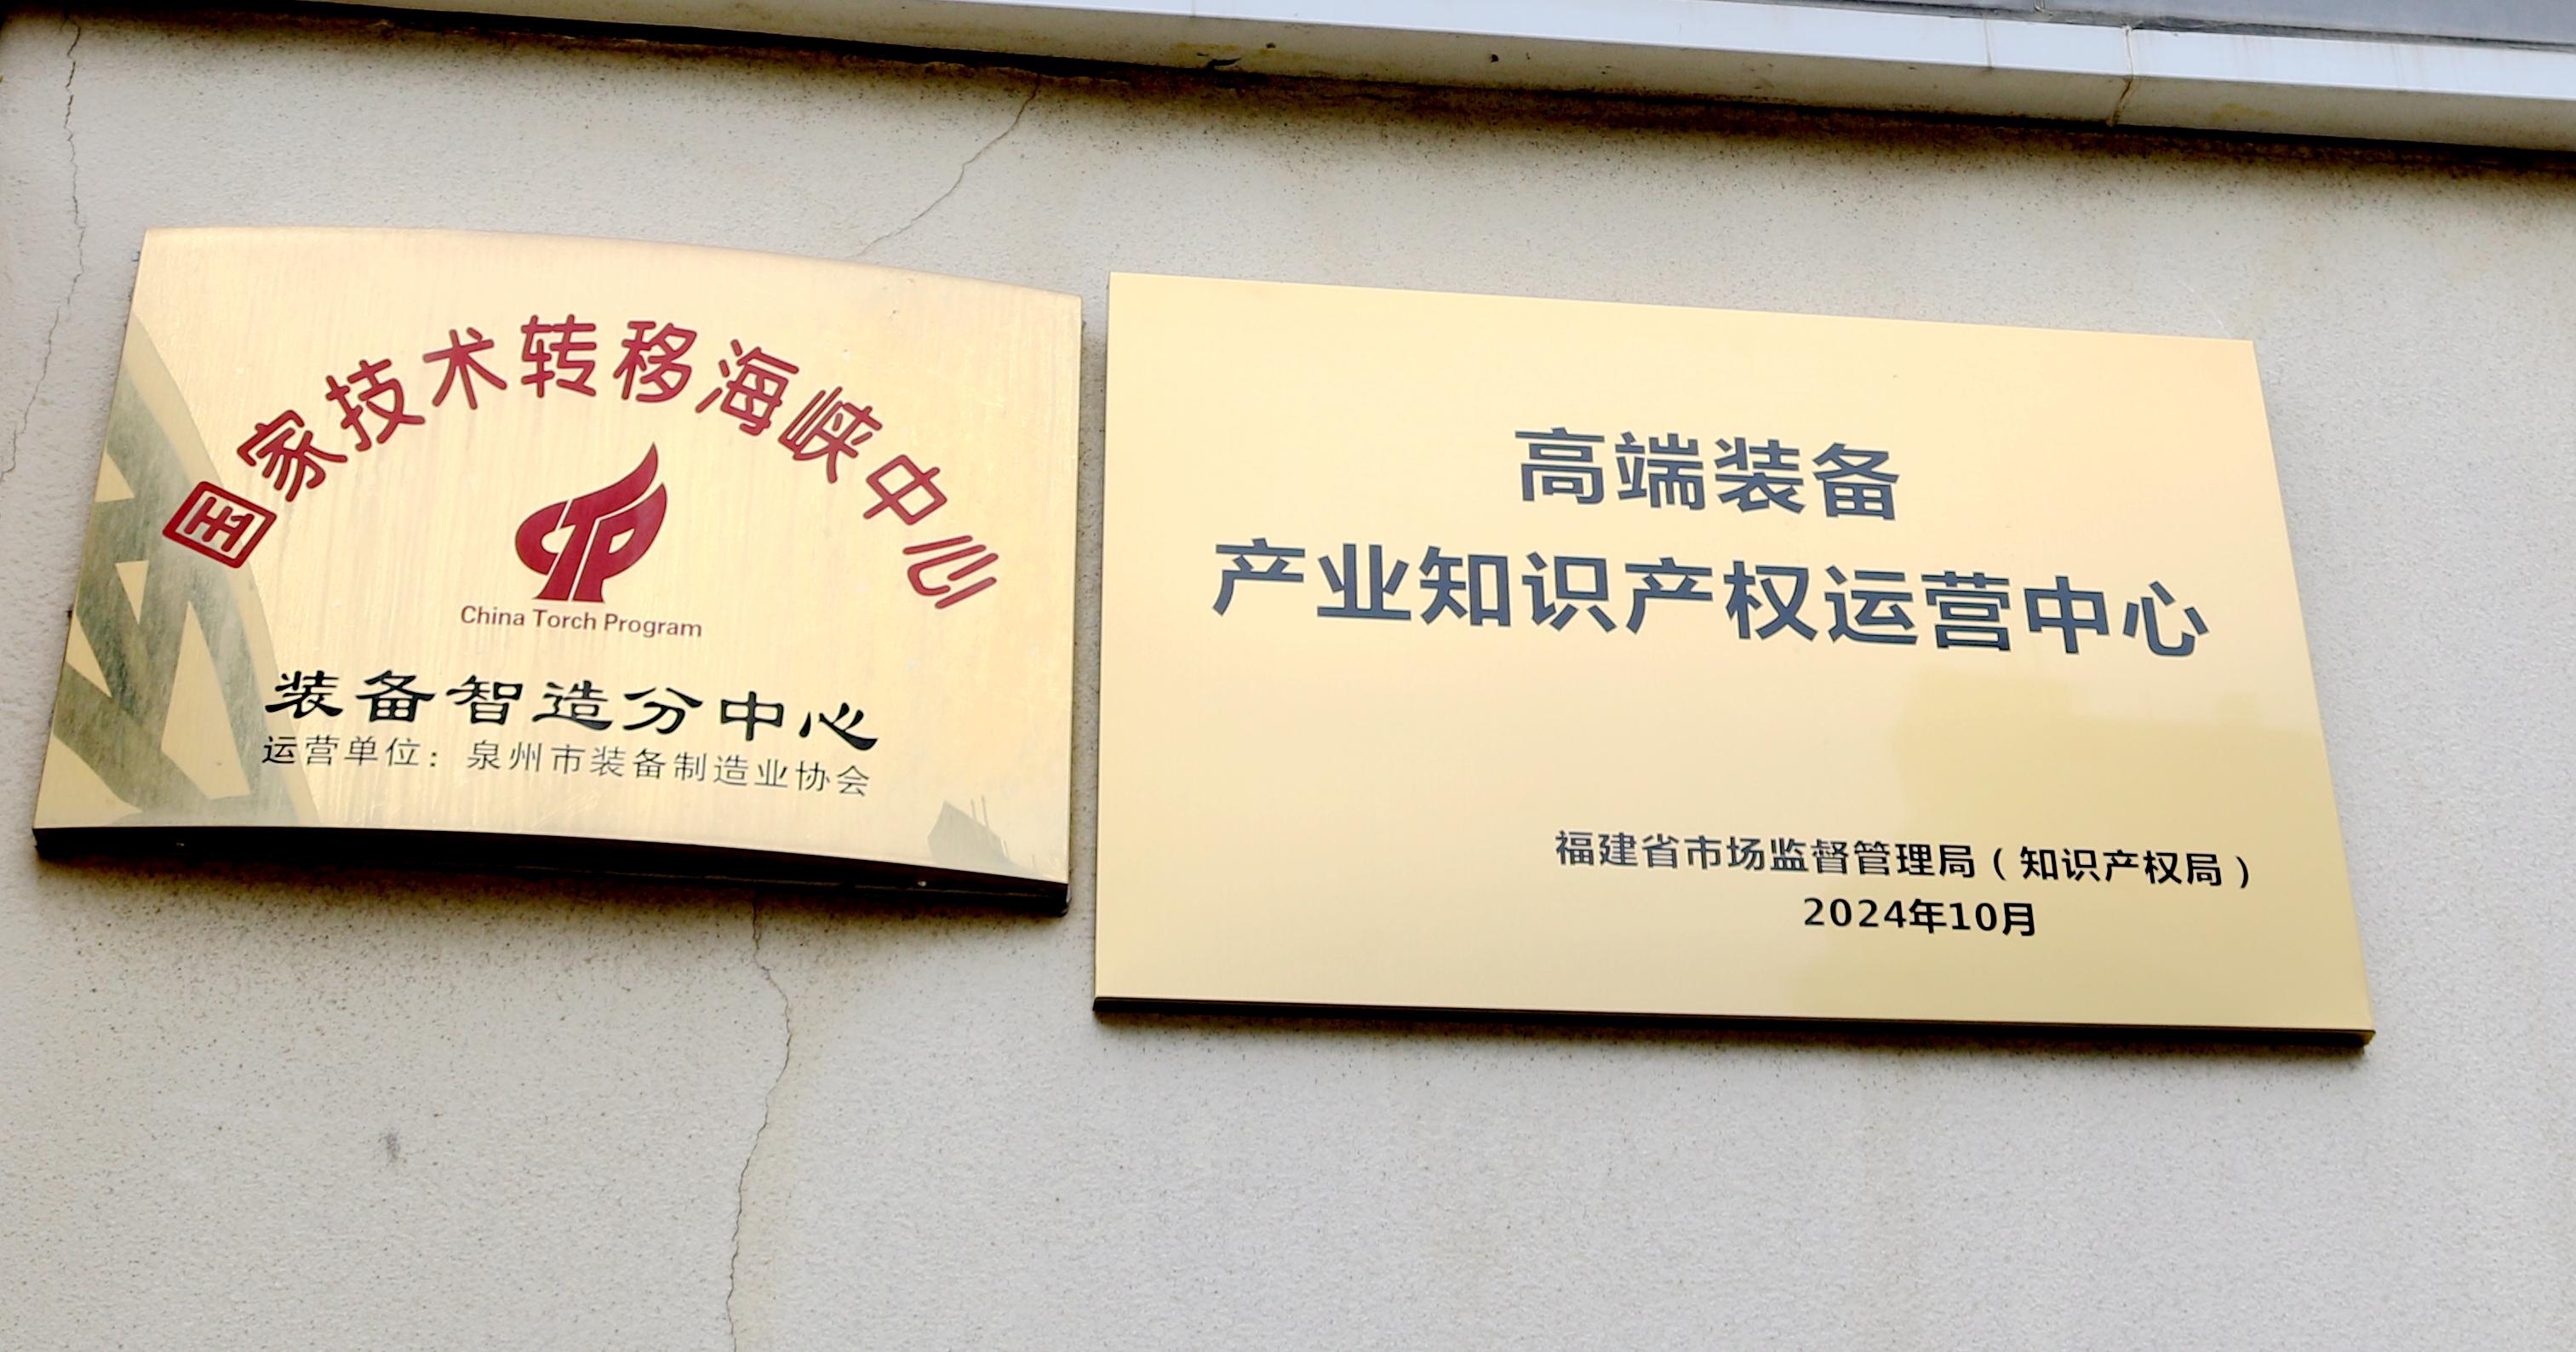 国家技术转移海峡中心
China Torch Program
装备智造分中心
运营单位：泉州市装备制造业协会
高端装备
产业知识产权运营中心
福建省市场监督管理局（知识产权局）
2024年10月